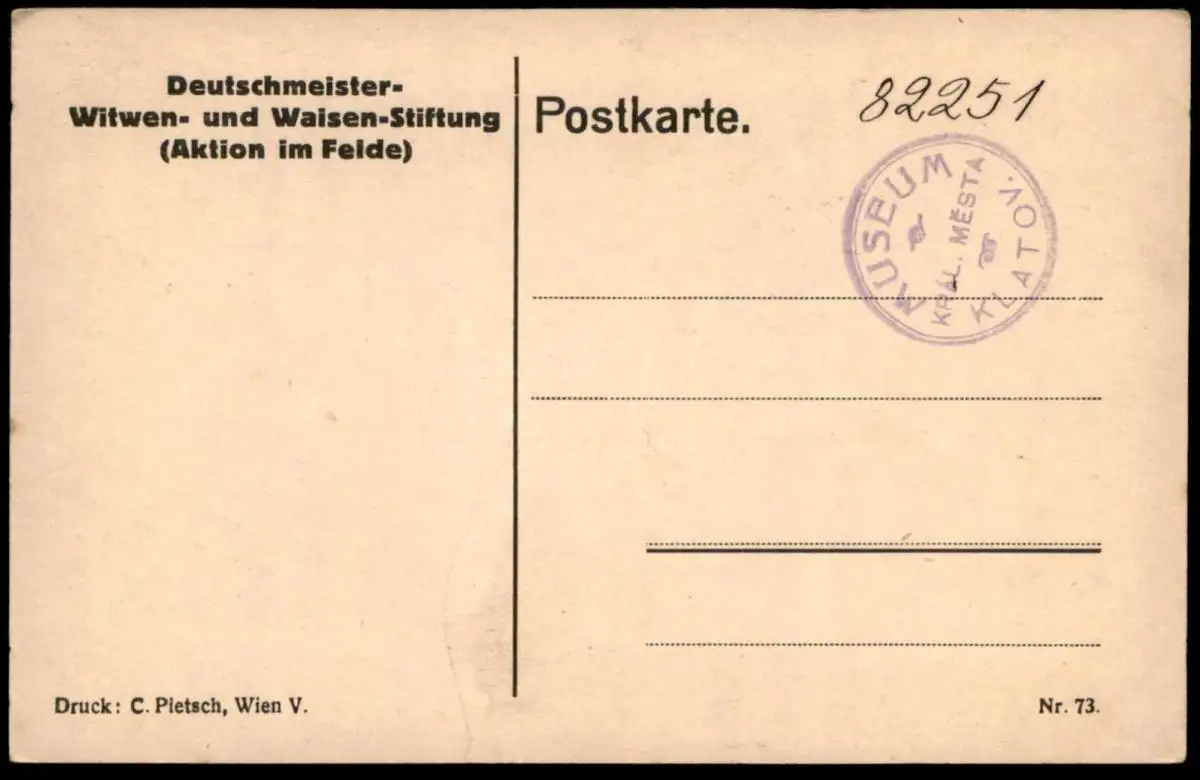 Deutschmeister-
Witwen- und Waisen-Stiftung
(Aktion im Felde)
Postkarte.
82251
MUSEUM
KRÁL. MĚSTA
KLATOV.
Druck: C. Pietsch, Wien V.
Nr. 73.